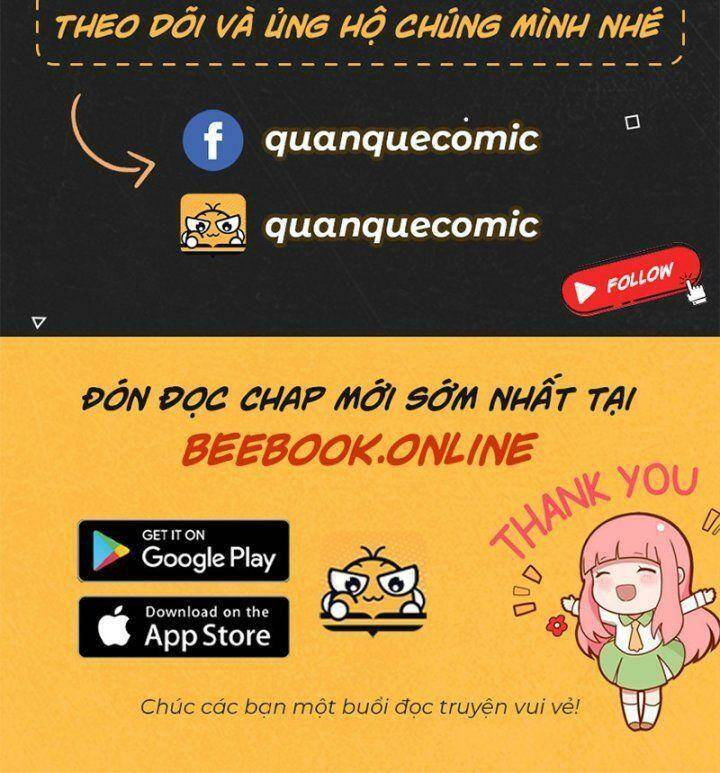 THEO DÕI VÀ ỦNG HỘ CHÚNG MÌNH NHÉ
f quanquecomic
quanquecomic
FOLLOW
ĐÓN ĐỌC CHAP MỚI SỚM NHẤT TẠI
BEEBOOK.ONLINE
THANK YOU
GET IT ON
Google Play
Download on the
App Store
Chúc các bạn một buổi đọc truyện vui vẻ!